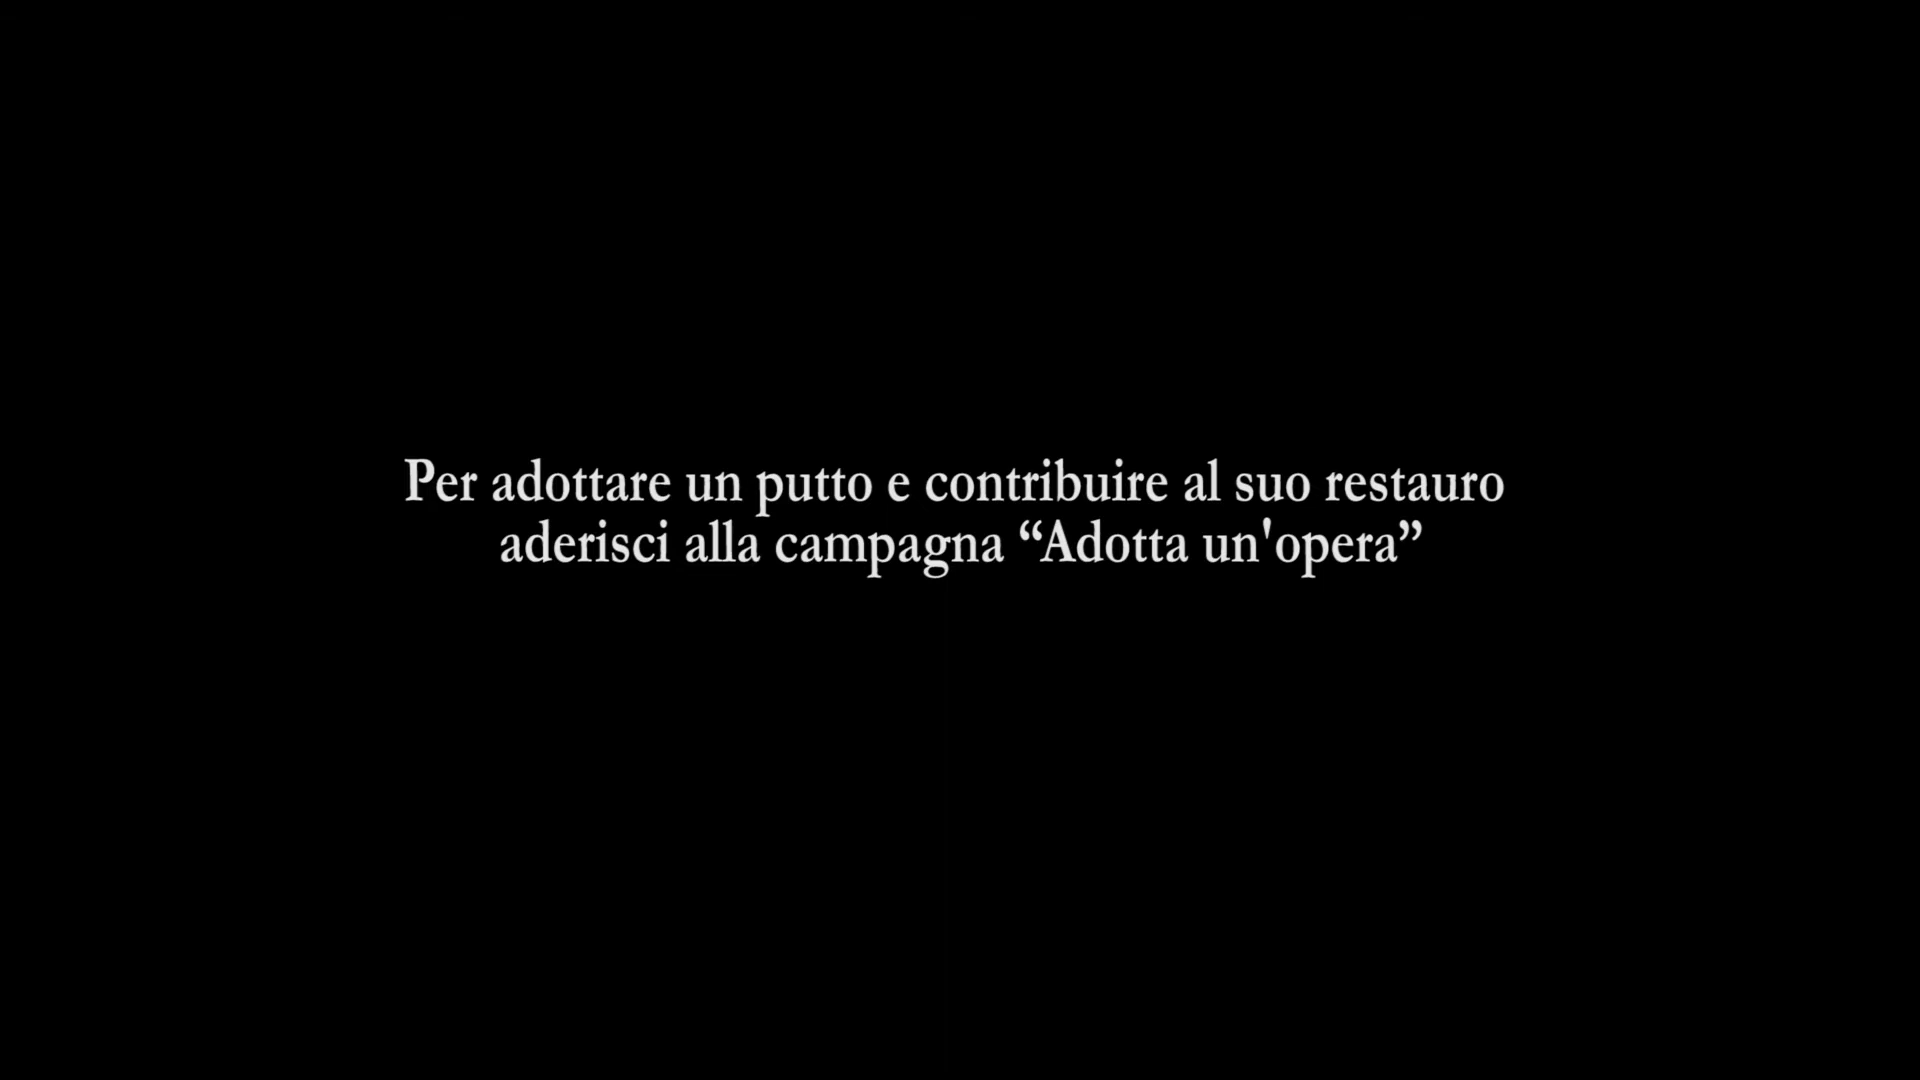 Per adottare un putto e contribuire al suo restauro
aderisci alla campagna “Adotta un'opera”